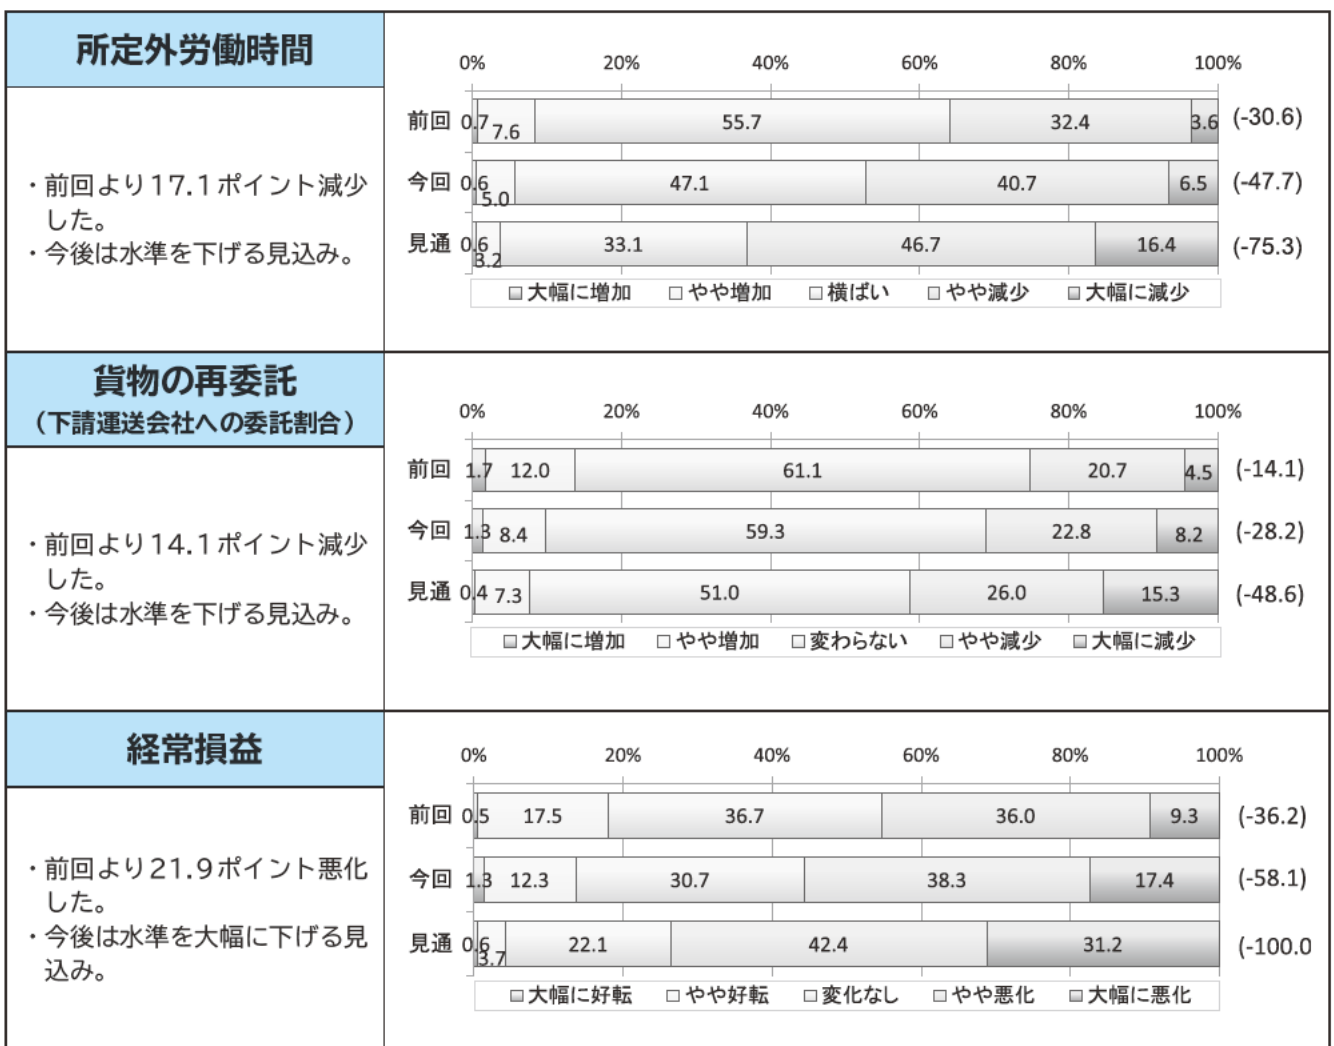 所定外労働時間
・前回より17.1ポイント減少
した。
・今後は水準を下げる見込み。
0% 20% 40% 60% 80% 100%
前回 0.7 7.6 55.7 32.4 3.6 (-30.6)
今回 0.6 5.0 47.1 40.7 6.5 (-47.7)
見通 0.6 3.2 33.1 46.7 16.4 (-75.3)
大幅に増加 やや増加 横ばい やや減少 大幅に減少
貨物の再委託
(下請運送会社への委託割合)
・前回より14.1ポイント減少
した。
・今後は水準を下げる見込み。
0% 20% 40% 60% 80% 100%
前回 1.7 12.0 61.1 20.7 4.5 (-14.1)
今回 1.3 8.4 59.3 22.8 8.2 (-28.2)
見通 0.4 7.3 51.0 26.0 15.3 (-48.6)
大幅に増加 やや増加 変わらない やや減少 大幅に減少
経常損益
・前回より21.9ポイント悪化
した。
・今後は水準を大幅に下げる見
込み。
0% 20% 40% 60% 80% 100%
前回 0.5 17.5 36.7 36.0 9.3 (-36.2)
今回 1.3 12.3 30.7 38.3 17.4 (-58.1)
見通 0.6 3.7 22.1 42.4 31.2 (-100.0
大幅に好転 やや好転 変化なし やや悪化 大幅に悪化